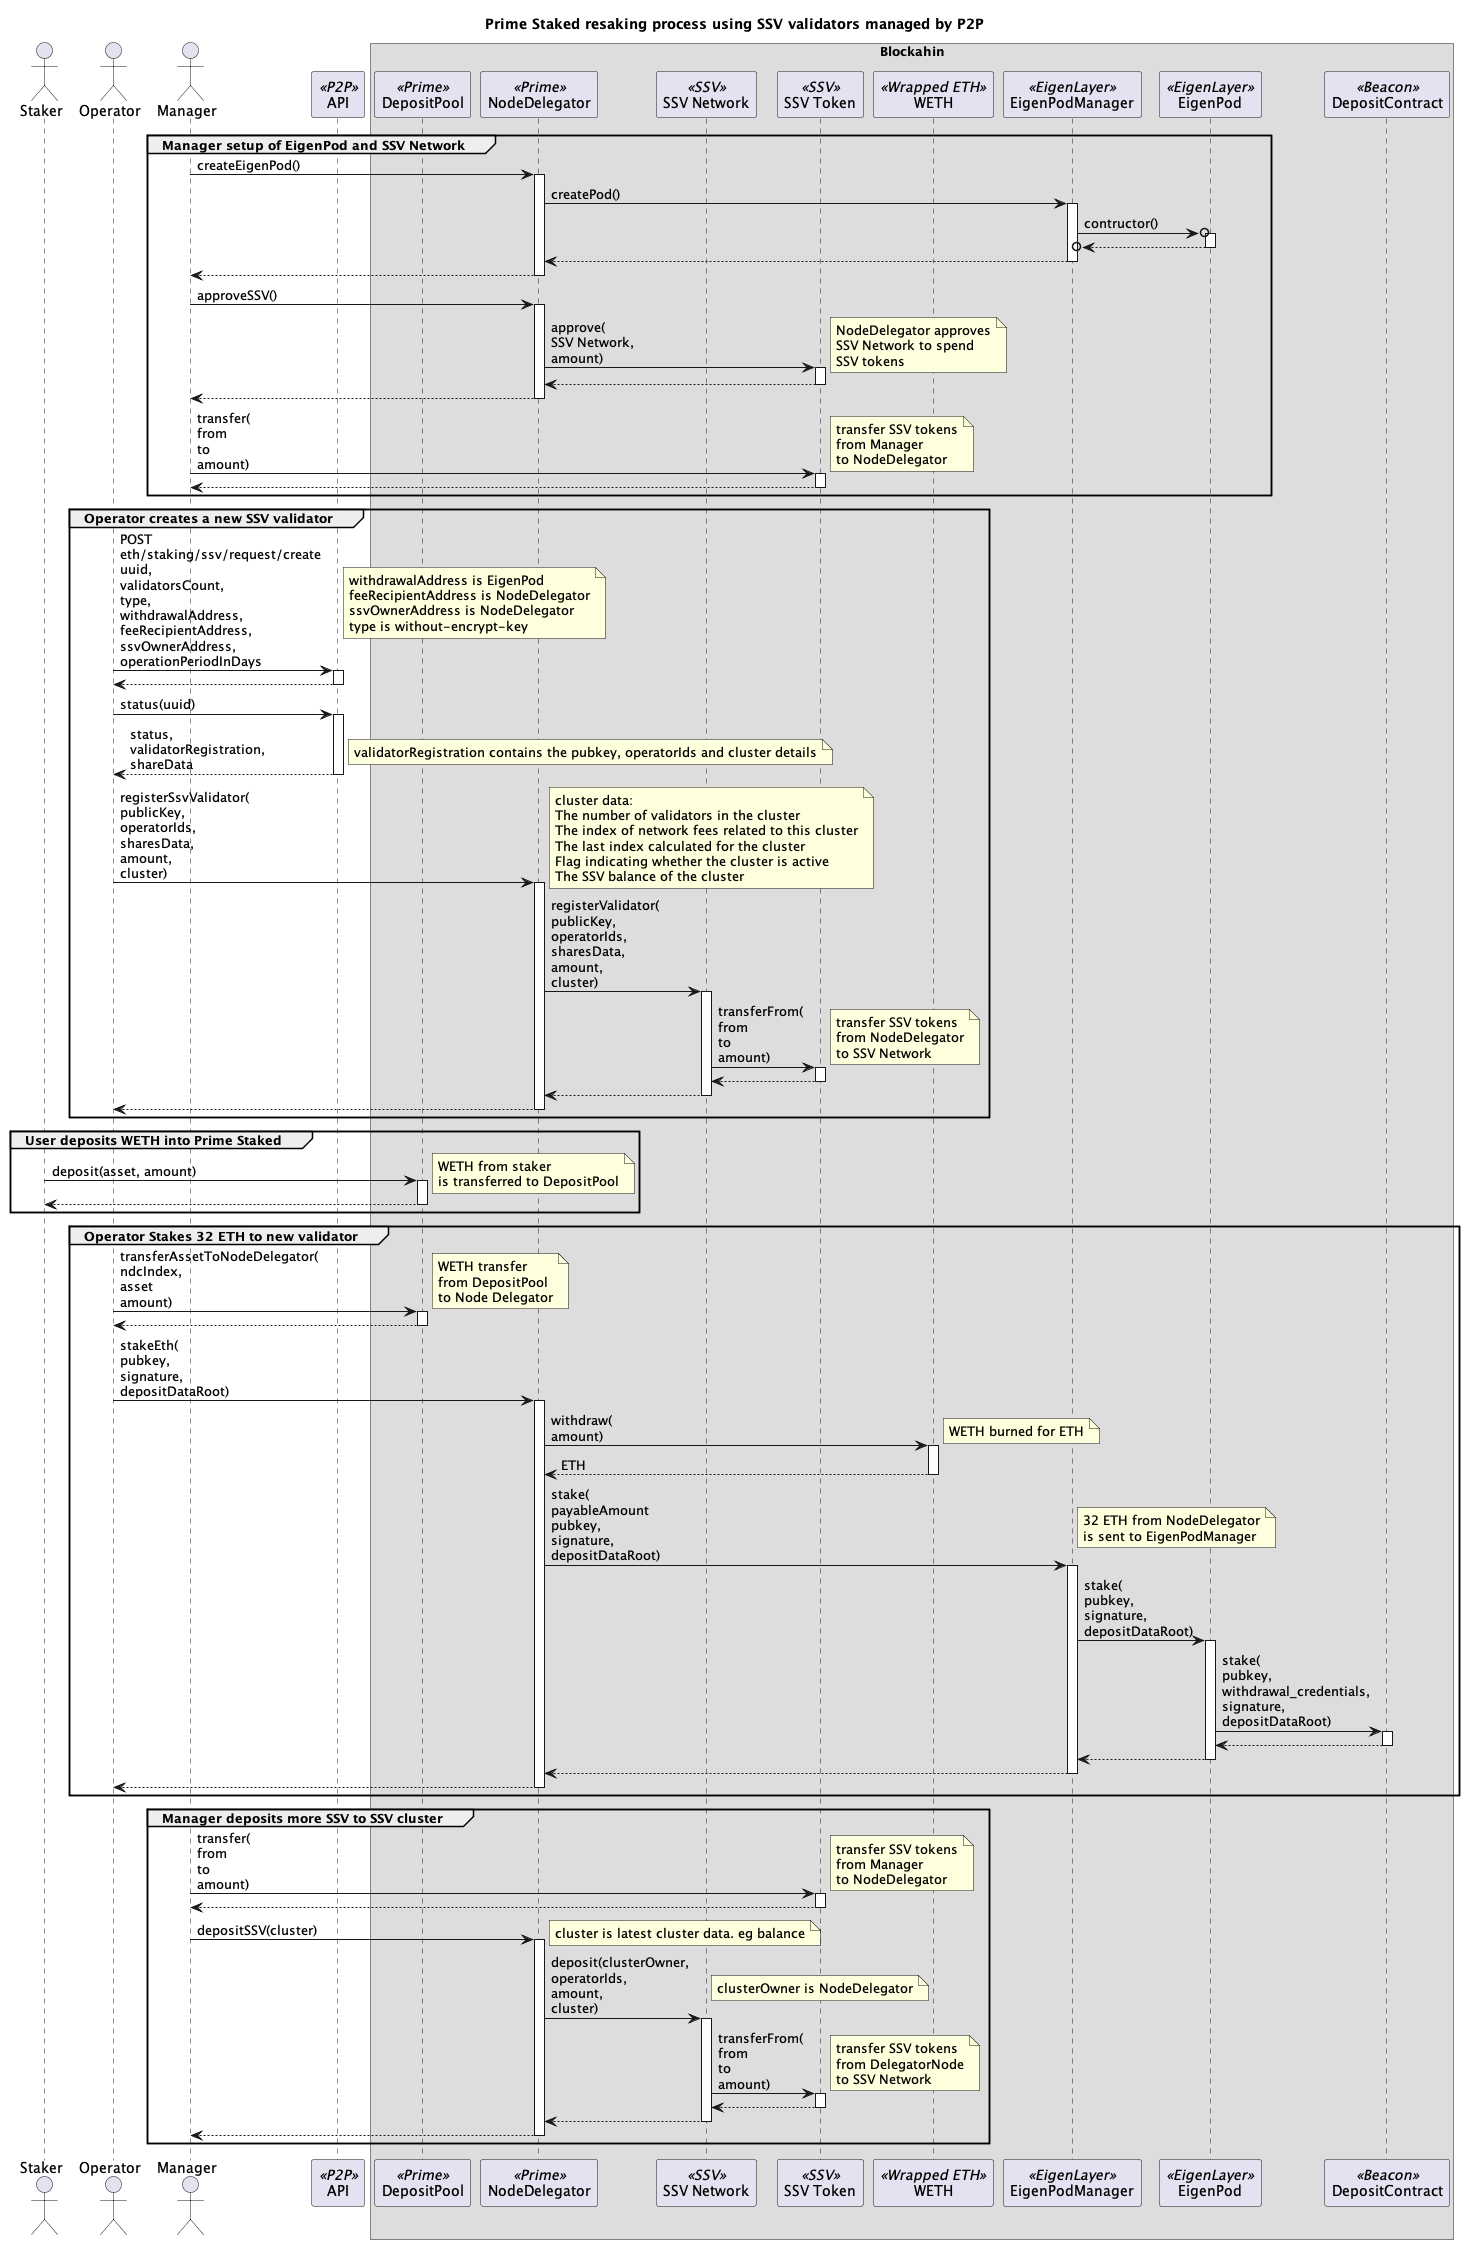 Prime Staked resaking process using SSV validators managed by P2P
Blockahin
Staker
Operator
Manager
«P2P»
API
«Prime»
DepositPool
«Prime»
NodeDelegator
«SSV»
SSV Network
«SSV»
SSV Token
«Wrapped ETH»
WETH
«EigenLayer»
EigenPodManager
«EigenLayer»
EigenPod
«Beacon»
DepositContract
Manager setup of EigenPod and SSV Network
createEigenPod()
createPod()
contructor()
approveSSV()
approve(
SSV Network,
amount)
NodeDelegator approves
SSV Network to spend
SSV tokens
transfer(
from
to
amount)
transfer SSV tokens
from Manager
to NodeDelegator
Operator creates a new SSV validator
POST
eth/staking/ssv/request/create
uuid,
validatorsCount,
type,
withdrawalAddress,
feeRecipientAddress,
ssvOwnerAddress,
operationPeriodInDays
withdrawalAddress is EigenPod
feeRecipientAddress is NodeDelegator
ssvOwnerAddress is NodeDelegator
type is without-encrypt-key
status(uuid)
status,
validatorRegistration,
shareData
validatorRegistration contains the pubkey, operatorIds and cluster details
registerSsvValidator(
publicKey,
operatorIds,
sharesData,
amount,
cluster)
cluster data:
The number of validators in the cluster
The index of network fees related to this cluster
The last index calculated for the cluster
Flag indicating whether the cluster is active
The SSV balance of the cluster
registerValidator(
publicKey,
operatorIds,
sharesData,
amount,
cluster)
transferFrom(
from
to
amount)
transfer SSV tokens
from NodeDelegator
to SSV Network
User deposits WETH into Prime Staked
deposit(asset, amount)
WETH from staker
is transferred to DepositPool
Operator Stakes 32 ETH to new validator
transferAssetToNodeDelegator(
ndcIndex,
asset
amount)
WETH transfer
from DepositPool
to Node Delegator
stakeEth(
pubkey,
signature,
depositDataRoot)
withdraw(
amount)
WETH burned for ETH
ETH
stake(
payableAmount
pubkey,
signature,
depositDataRoot)
32 ETH from NodeDelegator
is sent to EigenPodManager
stake(
pubkey,
signature,
depositDataRoot)
stake(
pubkey,
withdrawal_credentials,
signature,
depositDataRoot)
Manager deposits more SSV to SSV cluster
transfer(
from
to
amount)
transfer SSV tokens
from Manager
to NodeDelegator
depositSSV(cluster)
cluster is latest cluster data. eg balance
deposit(clusterOwner,
operatorIds,
amount,
cluster)
clusterOwner is NodeDelegator
transferFrom(
from
to
amount)
transfer SSV tokens
from DelegatorNode
to SSV Network
Staker
Operator
Manager
«P2P»
API
«Prime»
DepositPool
«Prime»
NodeDelegator
«SSV»
SSV Network
«SSV»
SSV Token
«Wrapped ETH»
WETH
«EigenLayer»
EigenPodManager
«EigenLayer»
EigenPod
«Beacon»
DepositContract